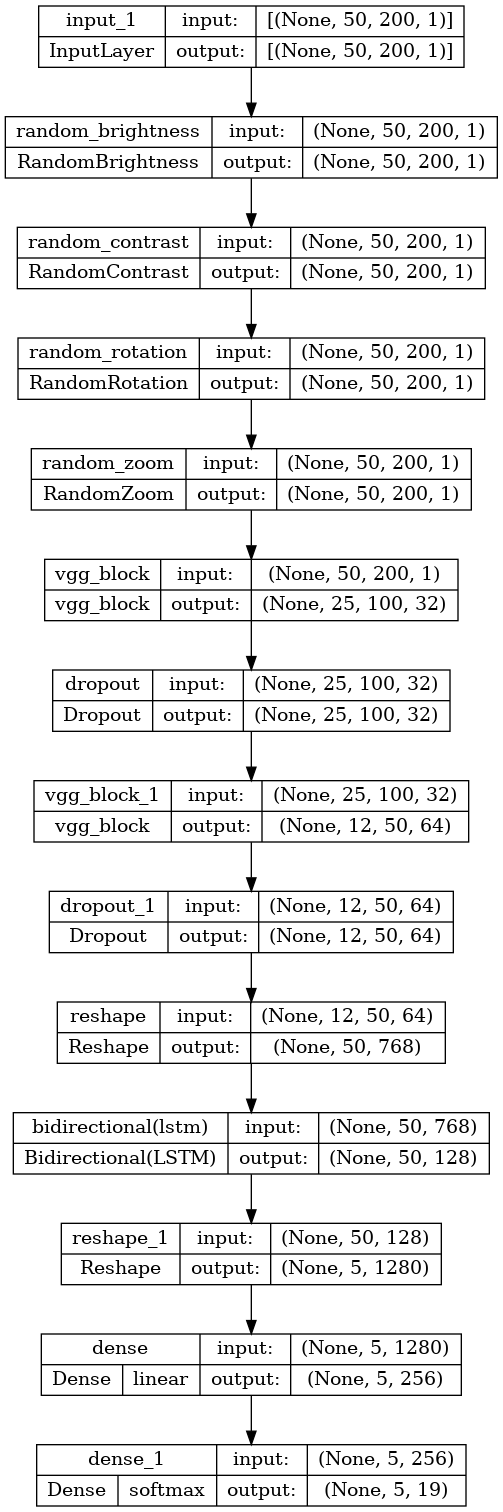 input_1 input: [(None, 50, 200, 1)]
InputLayer output: [(None, 50, 200, 1)]
random_brightness input: (None, 50, 200, 1)
RandomBrightness output: (None, 50, 200, 1)
random_contrast input: (None, 50, 200, 1)
RandomContrast output: (None, 50, 200, 1)
random_rotation input: (None, 50, 200, 1)
RandomRotation output: (None, 50, 200, 1)
random_zoom input: (None, 50, 200, 1)
RandomZoom output: (None, 50, 200, 1)
vgg_block input: (None, 50, 200, 1)
vgg_block output: (None, 25, 100, 32)
dropout input: (None, 25, 100, 32)
Dropout output: (None, 25, 100, 32)
vgg_block_1 input: (None, 25, 100, 32)
vgg_block output: (None, 12, 50, 64)
dropout_1 input: (None, 12, 50, 64)
Dropout output: (None, 12, 50, 64)
reshape input: (None, 12, 50, 64)
Reshape output: (None, 50, 768)
bidirectional(lstm) input: (None, 50, 768)
Bidirectional(LSTM) output: (None, 50, 128)
reshape_1 input: (None, 50, 128)
Reshape output: (None, 5, 1280)
dense input: (None, 5, 1280)
Dense linear output: (None, 5, 256)
dense_1 input: (None, 5, 256)
Dense softmax output: (None, 5, 19)